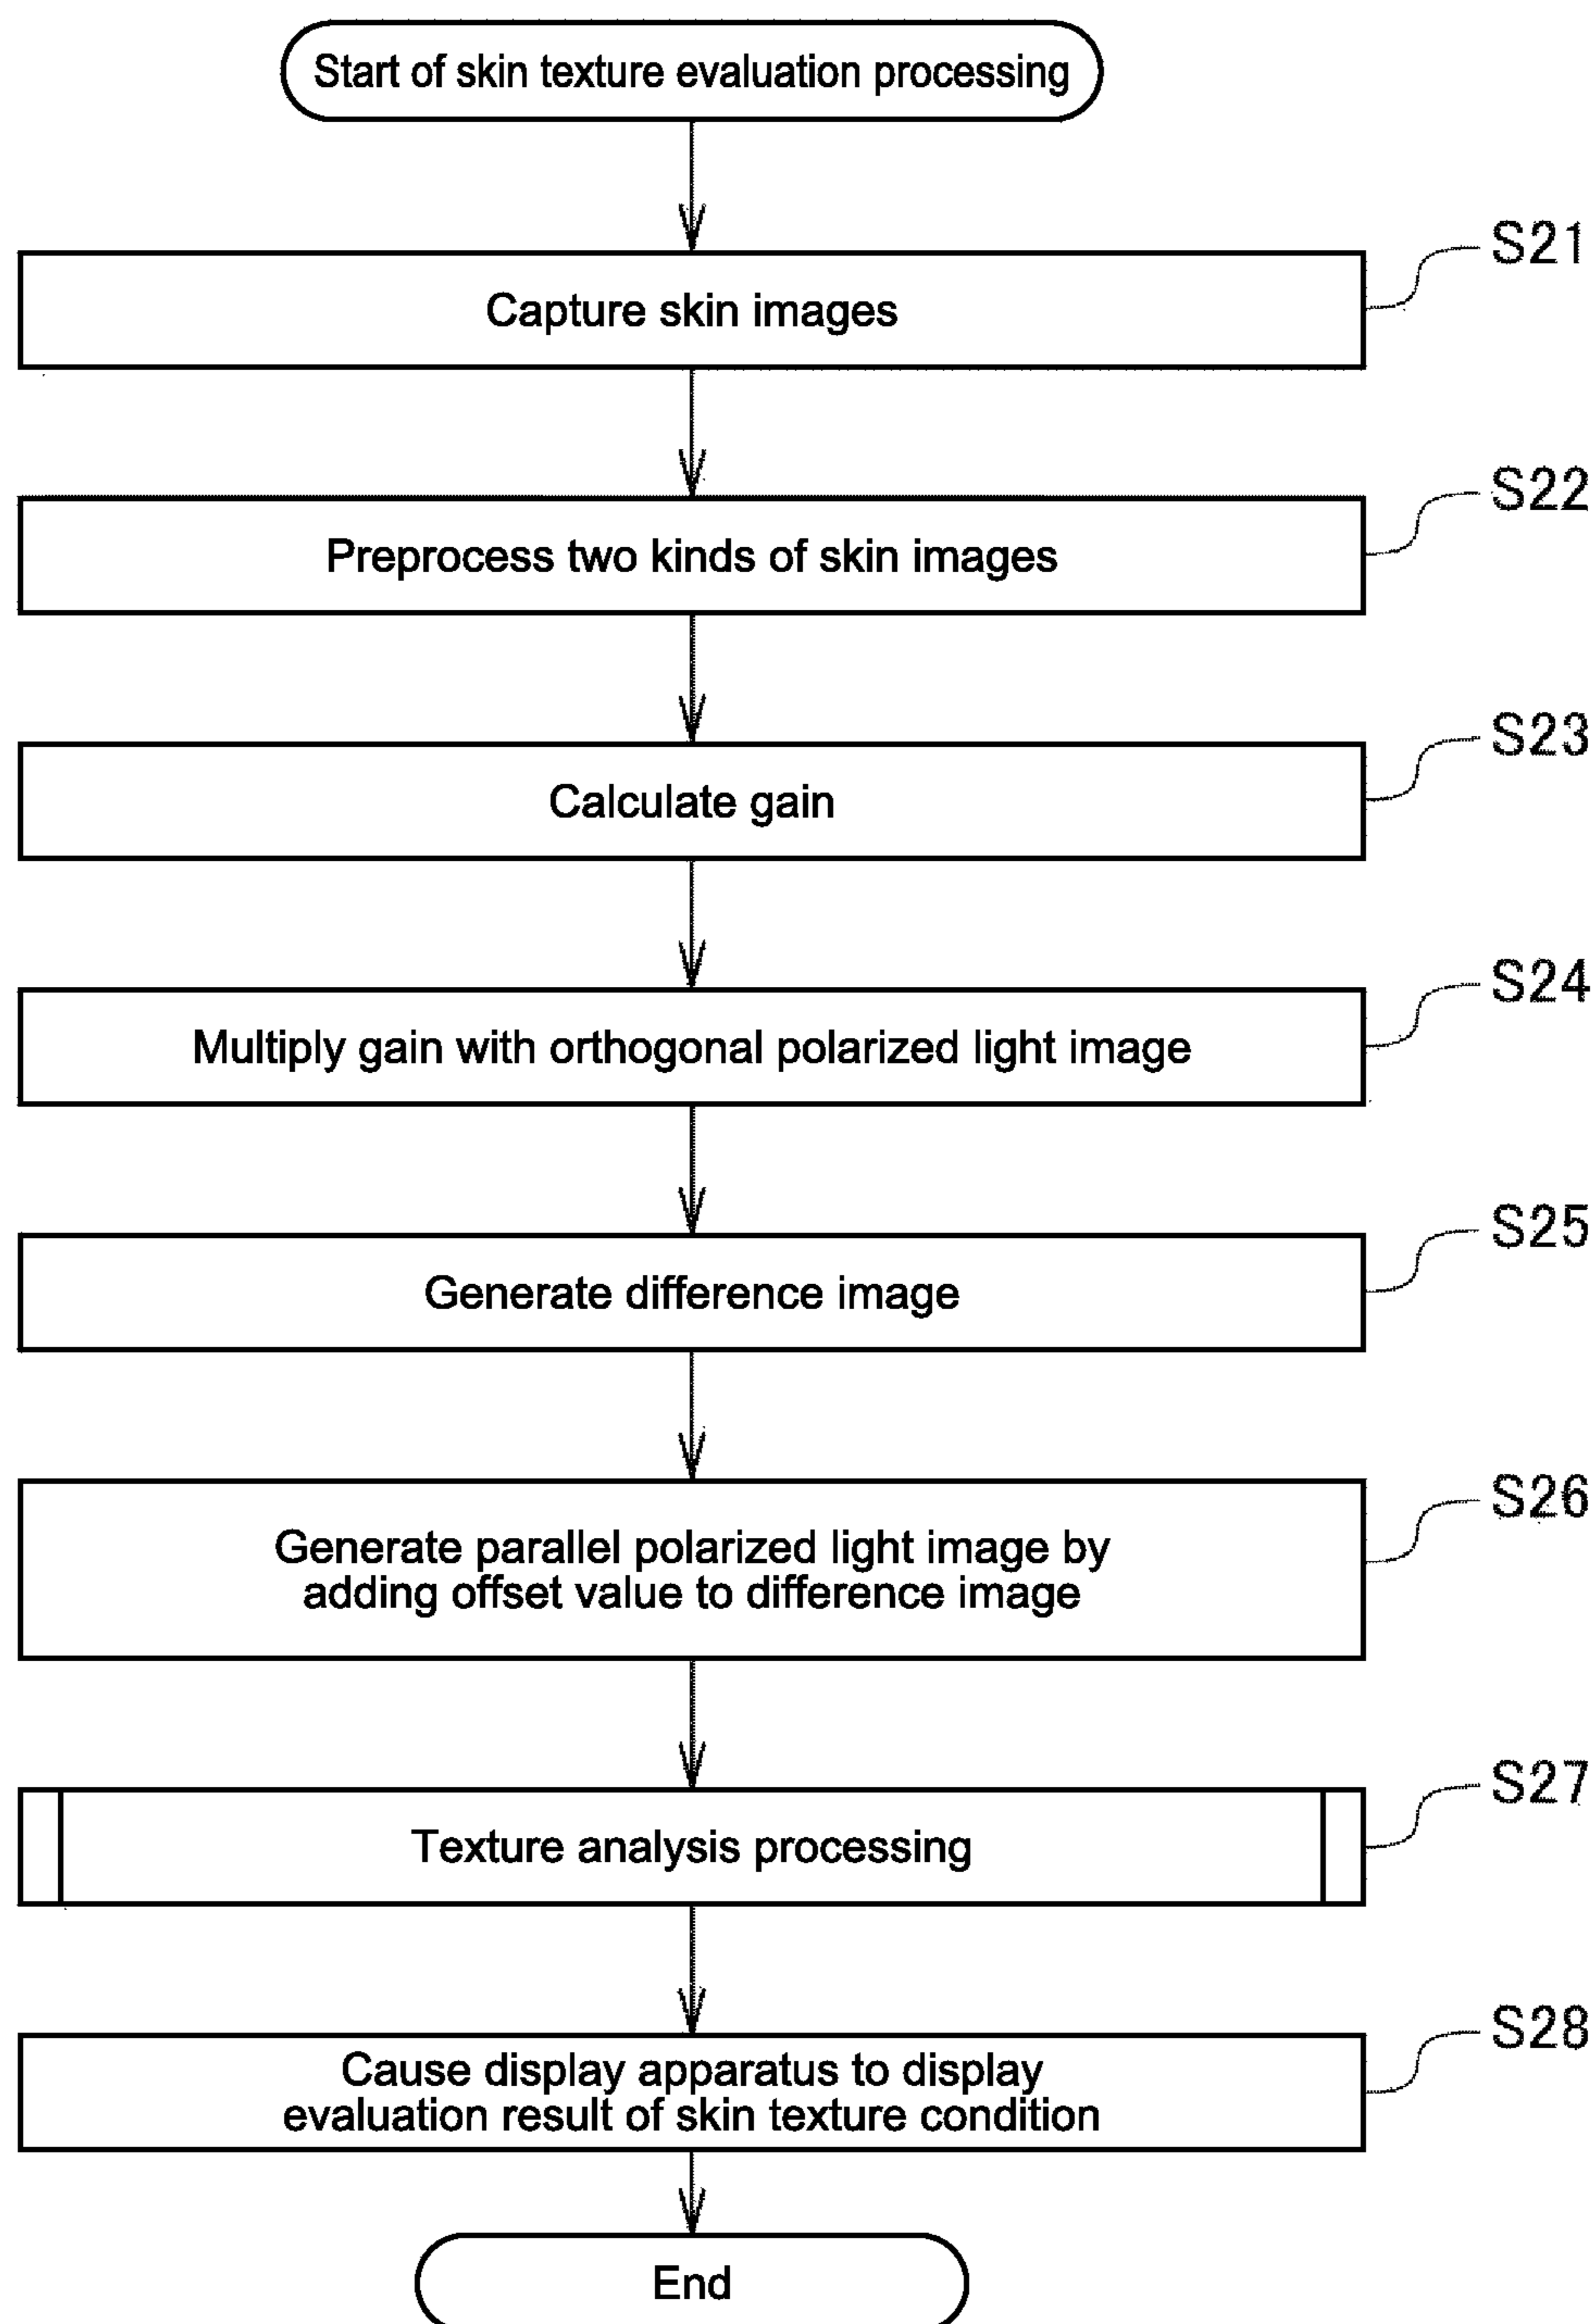 Start of skin texture evaluation processing
S21
Capture skin images
S22
Preprocess two kinds of skin images
S23
Calculate gain
S24
Multiply gain with orthogonal polarized light image
S25
Generate difference image
S26
Generate parallel polarized light image by
adding offset value to difference image
S27
Texture analysis processing
S28
Cause display apparatus to display
evaluation result of skin texture condition
End